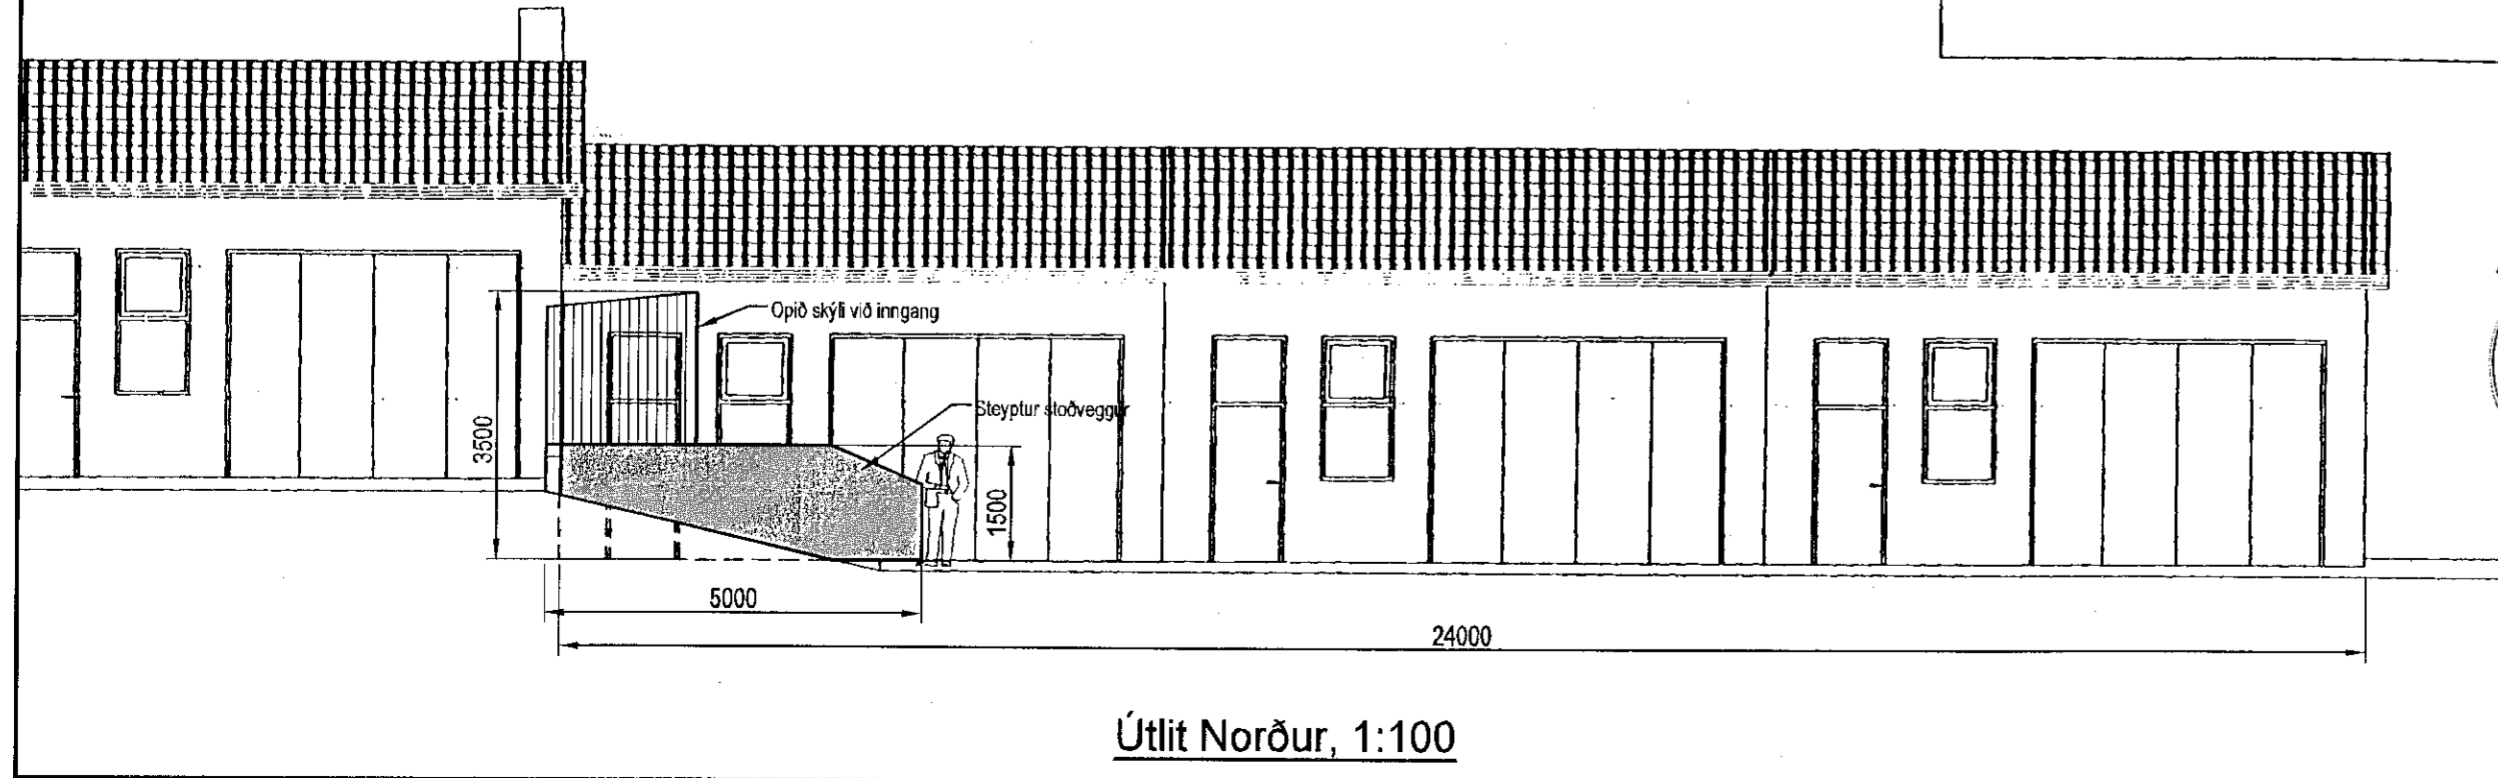 Opið skýli við inngang
Steyptur stoðveggur
3500
1500
5000
24000
Útlit Norður, 1:100